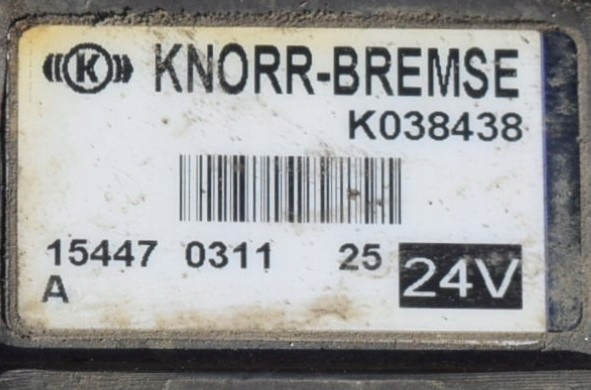 K KNORR-BREMSE
K038438
15447 0311 25 24V
A